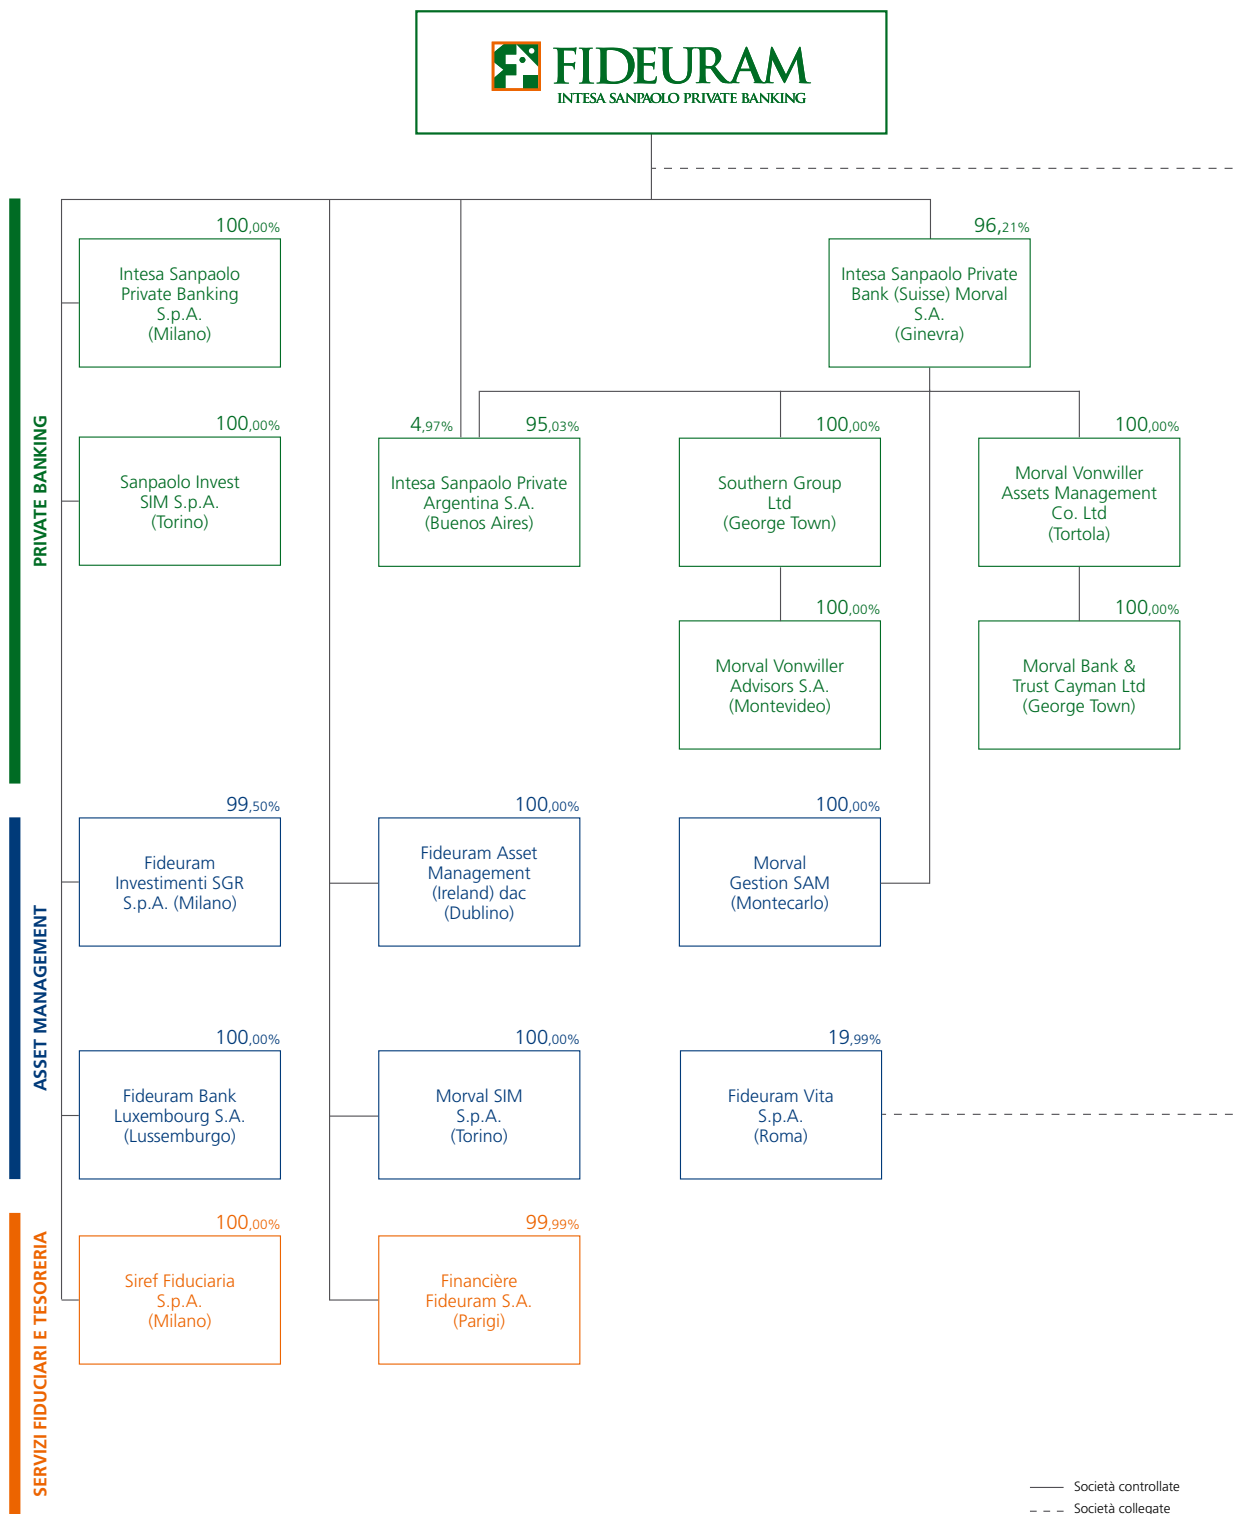 FIDEURAM
INTESA SANPAOLO PRIVATE BANKING
PRIVATE BANKING
100,00%
Intesa Sanpaolo
Private Banking
S.p.A.
(Milano)
96,21%
Intesa Sanpaolo Private
Bank (Suisse) Morval
S.A.
(Ginevra)
100,00%
Sanpaolo Invest
SIM S.p.A.
(Torino)
4,97%
95,03%
Intesa Sanpaolo Private
Argentina S.A.
(Buenos Aires)
100,00%
Southern Group
Ltd
(George Town)
100,00%
Morval Vonwiller
Assets Management
Co. Ltd
(Tortola)
100,00%
Morval Vonwiller
Advisors S.A.
(Montevideo)
100,00%
Morval Bank &
Trust Cayman Ltd
(George Town)
ASSET MANAGEMENT
99,50%
Fideuram
Investimenti SGR
S.p.A. (Milano)
100,00%
Fideuram Asset
Management
(Ireland) dac
(Dublino)
100,00%
Morval
Gestion SAM
(Montecarlo)
100,00%
Fideuram Bank
Luxembourg S.A.
(Lussemburgo)
100,00%
Morval SIM
S.p.A.
(Torino)
19,99%
Fideuram Vita
S.p.A.
(Roma)
SERVIZI FIDUCIARI E TESORERIA
100,00%
Siref Fiduciaria
S.p.A.
(Milano)
99,99%
Financière
Fideuram S.A.
(Parigi)
Società controllate
Società collegate